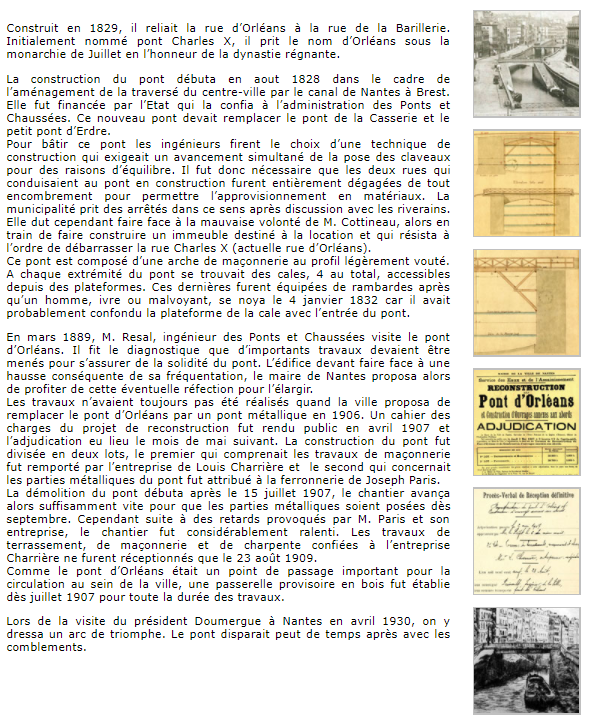 Construit en 1829, il reliait la rue d’Orléans à la rue de la Barillerie.
Initialement nommé pont Charles X, il prit le nom d’Orléans sous la
monarchie de Juillet en l’honneur de la dynastie régnante.
La construction du pont débuta en aout 1828 dans le cadre de
l’aménagement de la traversé du centre-ville par le canal de Nantes à Brest.
Elle fut financée par l’Etat qui la confia à l’administration des Ponts et
Chaussées. Ce nouveau pont devait remplacer le pont de la Casserie et le
petit pont d’Erdre.
Pour bâtir ce pont les ingénieurs firent le choix d’une technique de
construction qui exigeait un avancement simultané de la pose des claveaux
pour des raisons d’équilibre. Il fut donc nécessaire que les deux rues qui
conduisaient au pont en construction furent entièrement dégagées de tout
encombrement pour permettre l’approvisionnement en matériaux. La
municipalité prit des arrêtés dans ce sens après discussion avec les riverains.
Elle dut cependant faire face à la mauvaise volonté de M. Cottineau, alors en
train de faire construire un immeuble destiné à la location et qui résista à
l’ordre de débarrasser la rue Charles X (actuelle rue d’Orléans).
Ce pont est composé d’une arche de maçonnerie au profil légèrement vouté.
A chaque extrémité du pont se trouvait des cales, 4 au total, accessibles
depuis des plateformes. Ces dernières furent équipées de rambardes après
qu’un homme, ivre ou malvoyant, se noya le 4 janvier 1832 car il avait
probablement confondu la plateforme de la cale avec l’entrée du pont.
En mars 1889, M. Resal, ingénieur des Ponts et Chaussées visite le pont
d’Orléans. Il fit le diagnostique que d’importants travaux devaient être
menés pour s’assurer de la solidité du pont. L’édifice devant faire face à une
hausse conséquente de sa fréquentation, le maire de Nantes proposa alors
de profiter de cette éventuelle réfection pour l’élargir.
Les travaux n’avaient toujours pas été réalisés quand la ville proposa de
remplacer le pont d’Orléans par un pont métallique en 1906. Un cahier des
charges du projet de reconstruction fut rendu public en avril 1907 et
l’adjudication eu lieu le mois de mai suivant. La construction du pont fut
divisée en deux lots, le premier qui comprenait les travaux de maçonnerie
fut remporté par l’entreprise de Louis Charrière et le second qui concernait
les parties métalliques du pont fut attribué à la ferronnerie de Joseph Paris.
La démolition du pont débuta après le 15 juillet 1907, le chantier avança
alors suffisamment vite pour que les parties métalliques soient posées dès
septembre. Cependant suite à des retards provoqués par M. Paris et son
entreprise, le chantier fut considérablement ralenti. Les travaux de
terrassement, de maçonnerie et de charpente confiées à l’entreprise
Charrière ne furent réceptionnés que le 23 août 1909.
Comme le pont d’Orléans était un point de passage important pour la
circulation au sein de la ville, une passerelle provisoire en bois fut établie
dès juillet 1907 pour toute la durée des travaux.
Lors de la visite du président Doumergue à Nantes en avril 1930, on y
dressa un arc de triomphe. Le pont disparait peut de temps après avec les
comblements.
Service des Eaux et de l'Assainissement
RECONSTRUCTION
Pont d'Orléans
et Construction d'Ouvrages annexes aux abords
ADJUDICATION
Procès-Verbal de Réception définitive